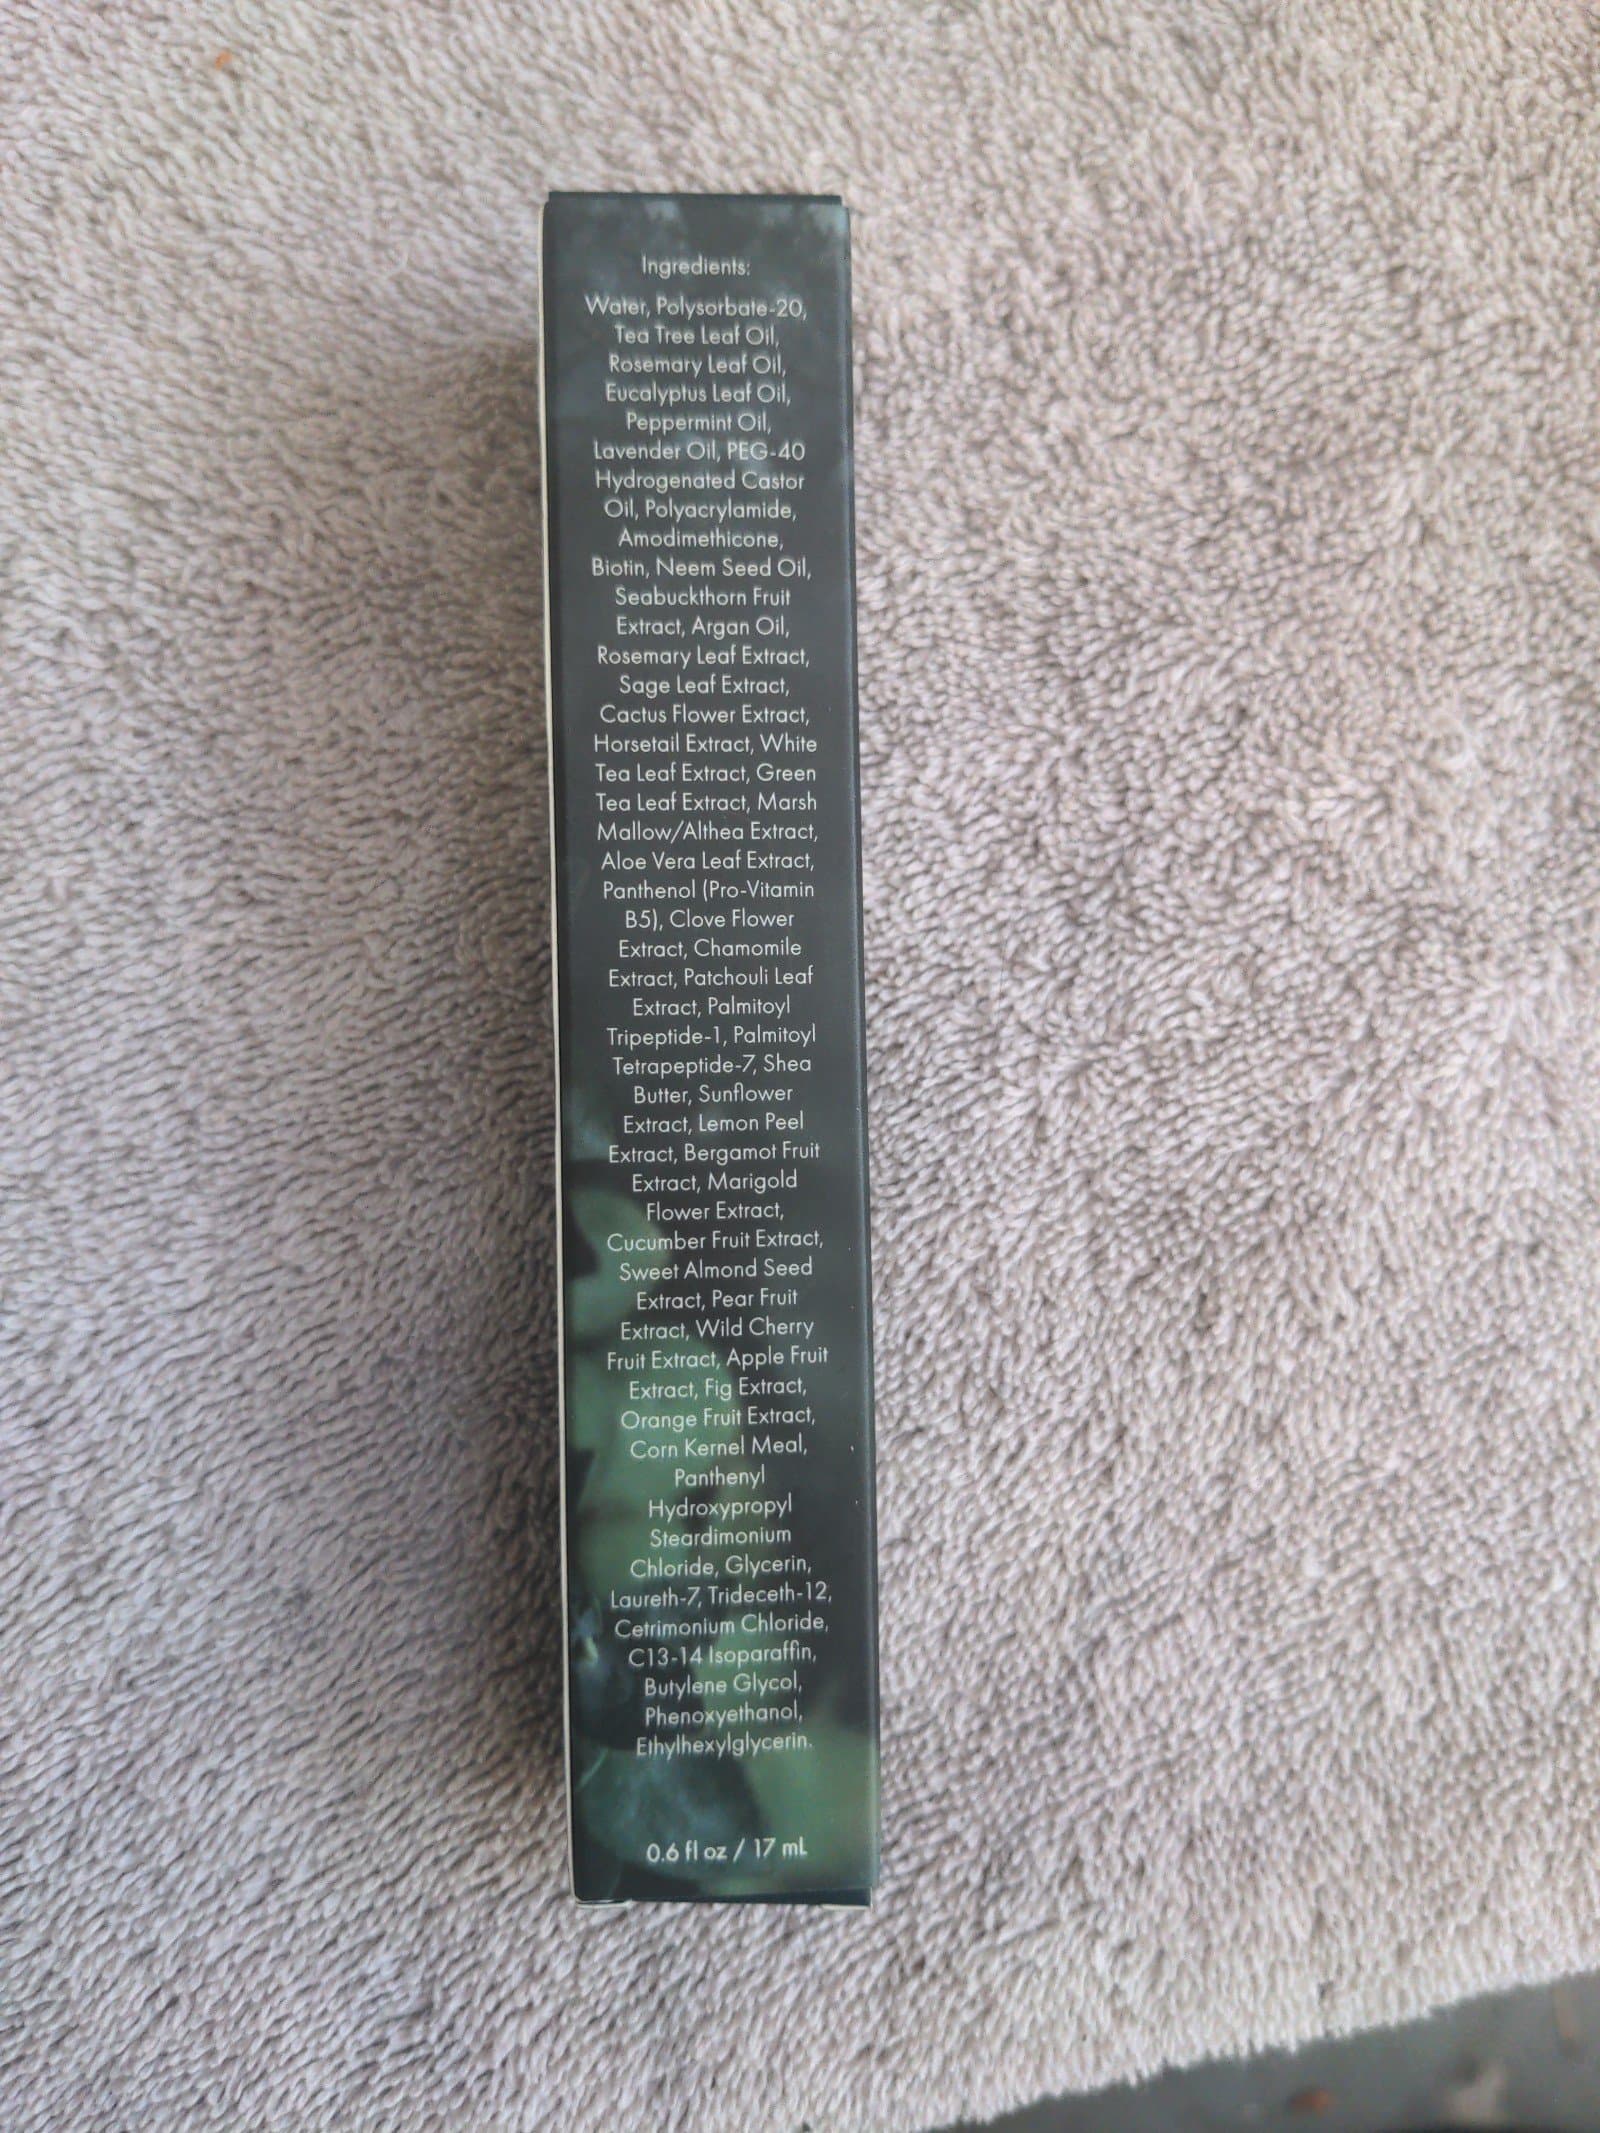 Ingredients:
Water, Polysorbate-20,
Tea Tree Leaf Oil,
Rosemary Leaf Oil,
Eucalyptus Leaf Oil,
Peppermint Oil,
Lavender Oil, PEG-40
Hydrogenated Castor
Oil, Polyacrylamide,
Amodimethicone,
Biotin, Neem Seed Oil,
Seabuckthorn Fruit
Extract, Argan Oil,
Rosemary Leaf Extract,
Sage Leaf Extract,
Cactus Flower Extract,
Horsetail Extract, White
Tea Leaf Extract, Green
Tea Leaf Extract, Marsh
Mallow/Althea Extract,
Aloe Vera Leaf Extract,
Panthenol (Pro-Vitamin
B5), Clove Flower
Extract, Chamomile
Extract, Patchouli Leaf
Extract, Palmitoyl
Tripeptide-1, Palmitoyl
Tetrapeptide-7, Shea
Butter, Sunflower
Extract, Lemon Peel
Extract, Bergamot Fruit
Extract, Marigold
Flower Extract,
Cucumber Fruit Extract,
Sweet Almond Seed
Extract, Pear Fruit
Extract, Wild Cherry
Fruit Extract, Apple Fruit
Extract, Fig Extract,
Orange Fruit Extract,
Corn Kernel Meal,
Panthenyl
Hydroxypropyl
Steardimonium
Chloride, Glycerin,
Laureth-7, Trideceth-12,
Cetrimonium Chloride,
C13-14 Isoparaffin,
Butylene Glycol,
Phenoxyethanol,
Ethylhexylglycerin.
0.6 fl oz / 17 mL